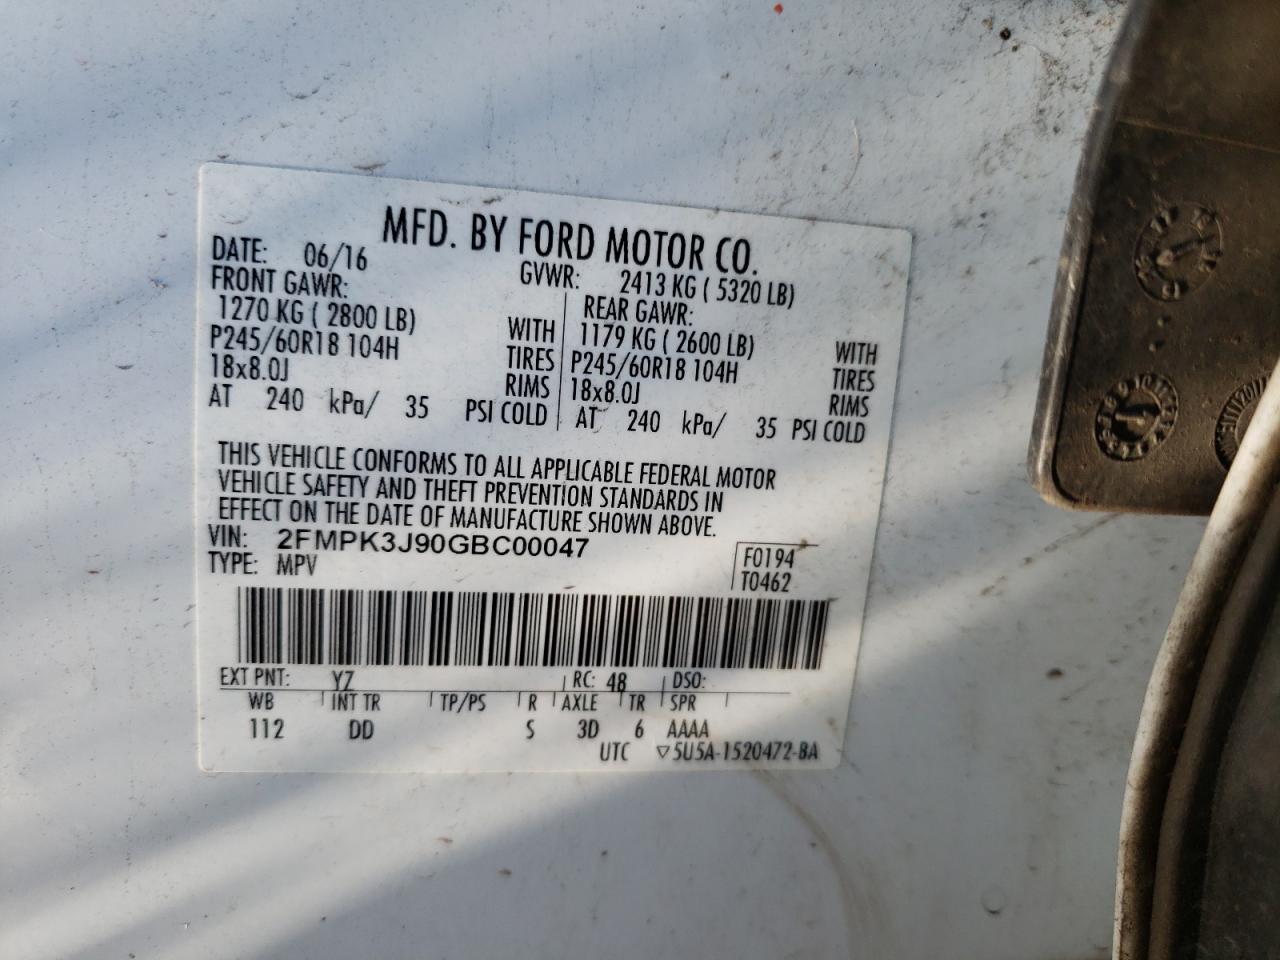 MFD. BY FORD MOTOR CO.
DATE: 06/16 GVWR: 2413 KG ( 5320 LB)
FRONT GAWR: REAR GAWR:
1270 KG ( 2800 LB) WITH 1179 KG ( 2600 LB) WITH
P245/60R18 104H TIRES P245/60R18 104H TIRES
18x8.0J RIMS 18x8.0J RIMS
AT 240 kPa/ 35 PSI COLD AT 240 kPa/ 35 PSI COLD
THIS VEHICLE CONFORMS TO ALL APPLICABLE FEDERAL MOTOR
VEHICLE SAFETY AND THEFT PREVENTION STANDARDS IN
EFFECT ON THE DATE OF MANUFACTURE SHOWN ABOVE.
VIN: 2FMPK3J90GBC00047 F0194
TYPE: MPV T0462
EXT PNT: YZ RC: 48 DSO:
WB INT TR TP/PS R AXLE TR SPR
112 DD S 3D 6 AAAA
UTC ▽5U5A-1520472-BA